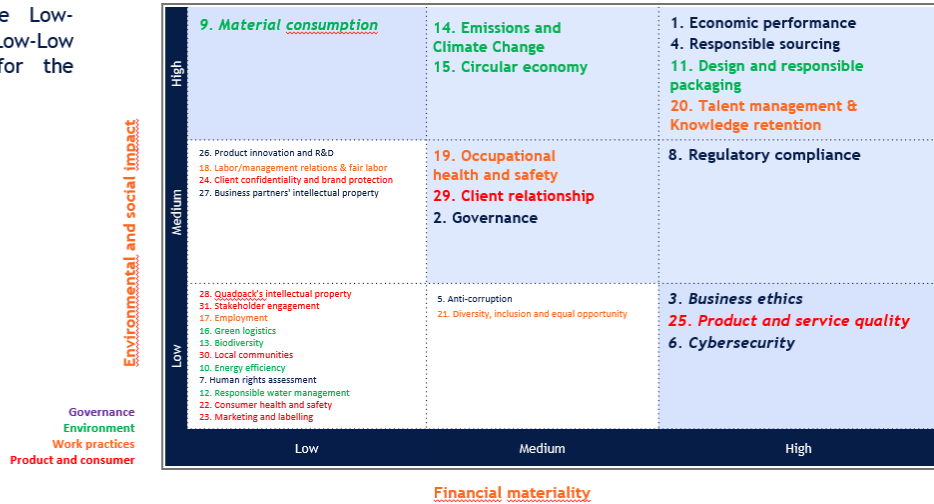 e Low-
Low-Low
for the
High
9. Material consumption
14. Emissions and
Climate Change
15. Circular economy
1. Economic performance
4. Responsible sourcing
11. Design and responsible
packaging
20. Talent management &
Knowledge retention
Environmental and social impact
Medium
26. Product innovation and R&D
18. Labor/management relations & fair labor
24. Client confidentiality and brand protection
27. Business partners' intellectual property
19. Occupational
health and safety
29. Client relationship
2. Governance
8. Regulatory compliance
Low
28. Quadpack's intellectual property
31. Stakeholder engagement
17. Employment
16. Green logistics
13. Biodiversity
30. Local communities
10. Energy efficiency
7. Human rights assessment
12. Responsible water management
22. Consumer health and safety
23. Marketing and labelling
5. Anti-corruption
21. Diversity, inclusion and equal opportunity
3. Business ethics
25. Product and service quality
6. Cybersecurity
Governance
Environment
Work practices
Product and consumer
Low
Medium
High
Financial materiality